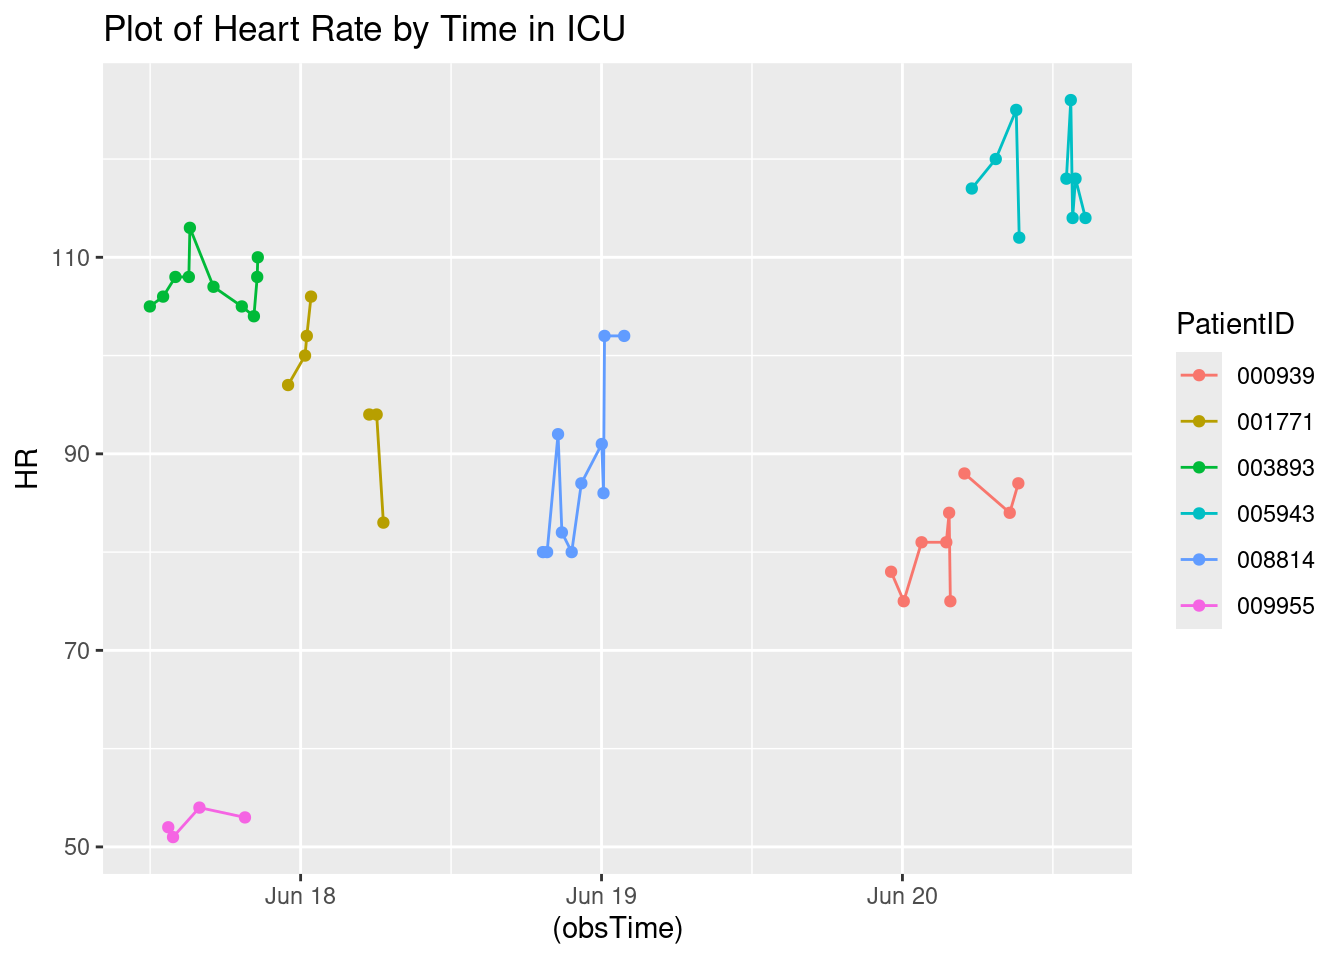 Plot of Heart Rate by Time in ICU
110
90
70
50
HR
Jun 18
Jun 19
Jun 20
(obsTime)
PatientID
000939
001771
003893
005943
008814
009955